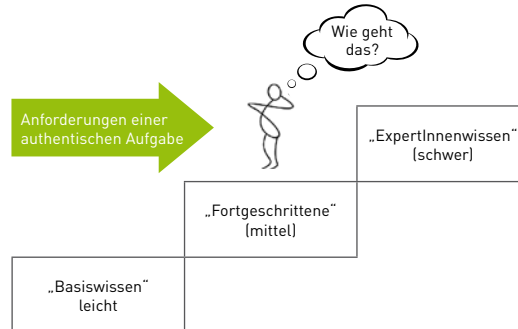 Wie geht
das?
Anforderungen einer
authentischen Aufgabe
„ExpertInnenwissen“
(schwer)
„Fortgeschrittene“
(mittel)
„Basiswissen“
leicht